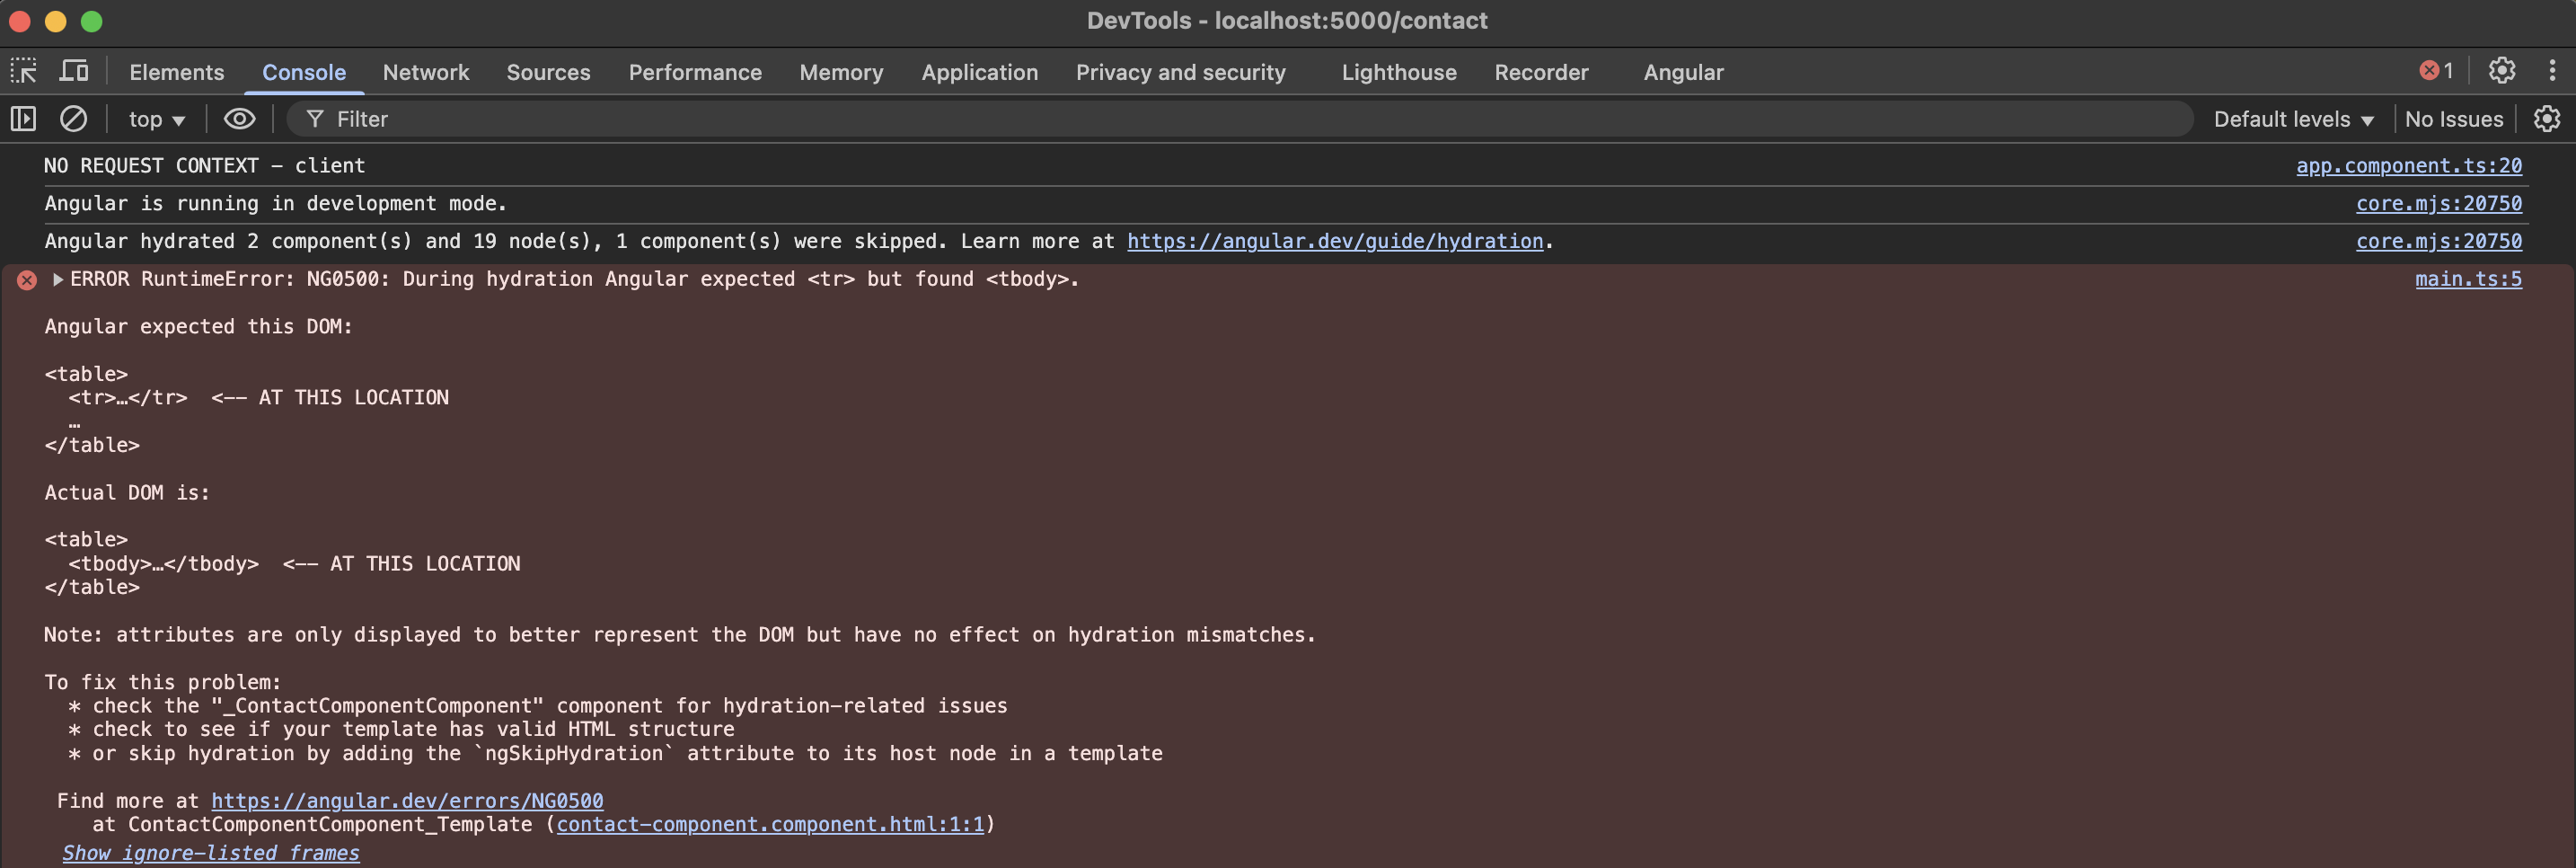 DevTools - localhost:5000/contact
Elements Console Network Sources Performance Memory Application Privacy and security Lighthouse Recorder Angular 1
top Filter Default levels No Issues
NO REQUEST CONTEXT - client app.component.ts:20
Angular is running in development mode. core.mjs:20750
Angular hydrated 2 component(s) and 19 node(s), 1 component(s) were skipped. Learn more at https://angular.dev/guide/hydration. core.mjs:20750
ERROR RuntimeError: NG0500: During hydration Angular expected <tr> but found <tbody>. main.ts:5
Angular expected this DOM:
<table>
<tr>…</tr> <-- AT THIS LOCATION
…
</table>
Actual DOM is:
<table>
<tbody>…</tbody> <-- AT THIS LOCATION
</table>
Note: attributes are only displayed to better represent the DOM but have no effect on hydration mismatches.
To fix this problem:
* check the "_ContactComponentComponent" component for hydration-related issues
* check to see if your template has valid HTML structure
* or skip hydration by adding the `ngSkipHydration` attribute to its host node in a template
Find more at https://angular.dev/errors/NG0500
at ContactComponentComponent_Template (contact-component.component.html:1:1)
Show ignore-listed frames